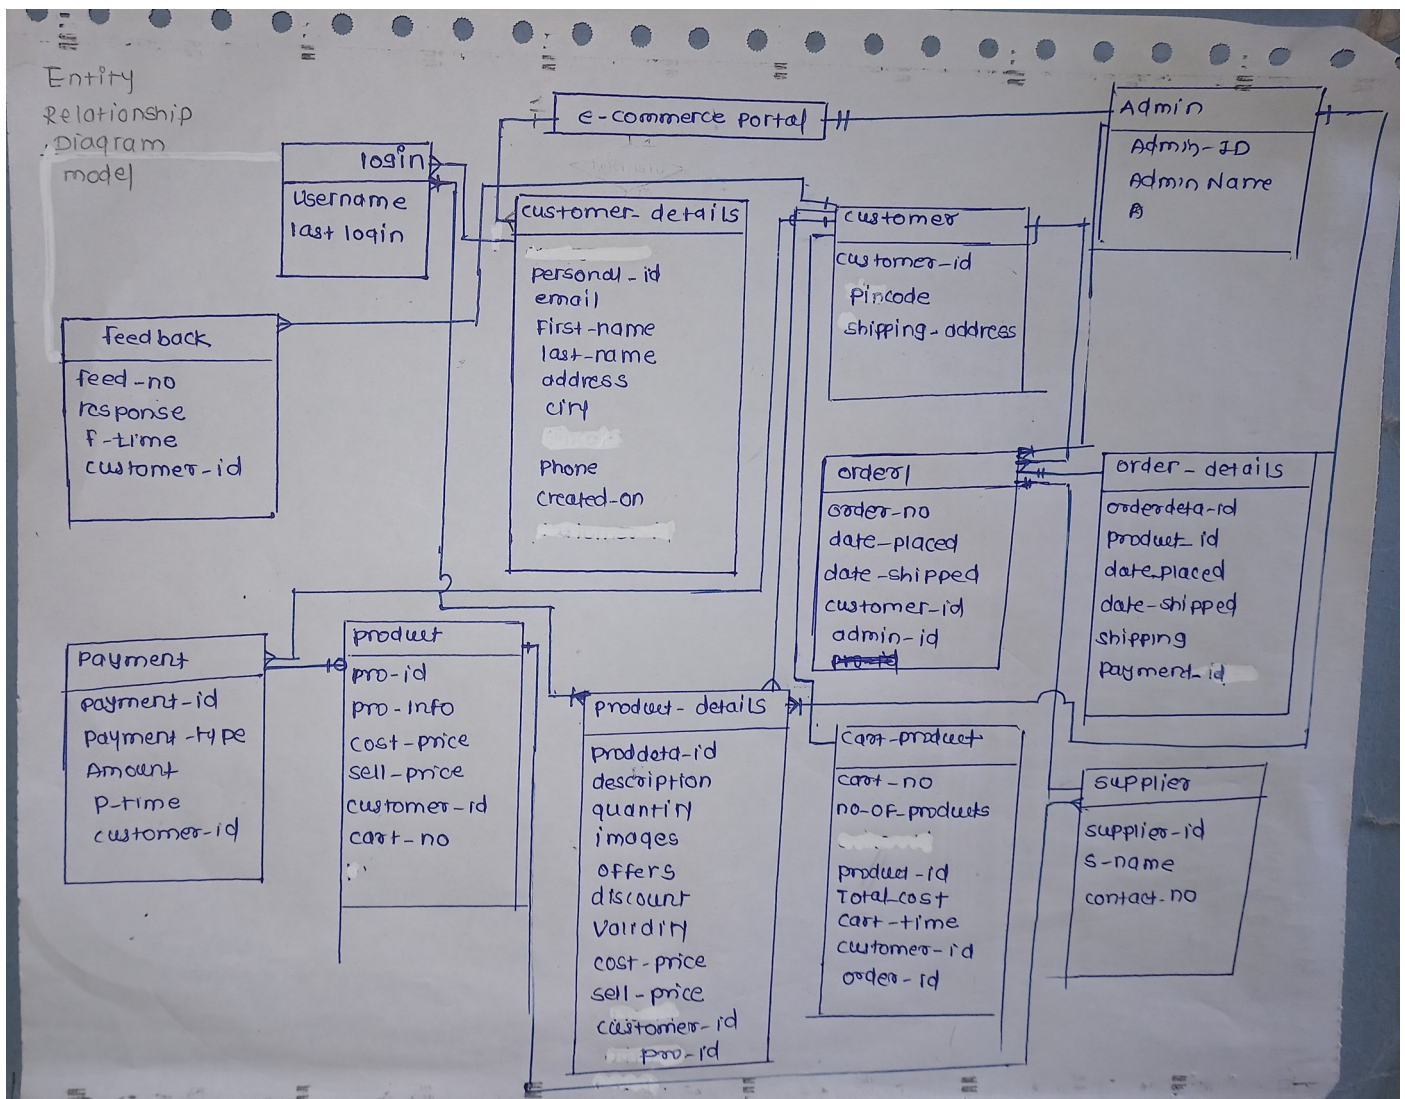 Entity
Relationship
Diagram
model
e-commerce portal
Admin
Admin-ID
Admin Name
A
login
username
last login
customer-details
personal-id
email
First-name
last-name
address
city
Phone
created-on
customer
customer-id
Pincode
shipping-address
feedback
feed-no
response
f-time
customer-id
order
order-no
date-placed
date-shipped
customer-id
admin-id
pro-id
order-details
orderdeta-id
product_id
date_placed
date-shipped
shipping
payment-id
payment
payment-id
payment-type
Amount
P-time
customer-id
product
pro-id
pro-info
cost-price
sell-price
customer-id
cart-no
product-details
proddeta-id
description
quantity
images
offers
discount
validity
cost-price
sell-price
customer-id
pro-id
cart-product
cart-no
no-of-products
product-id
Total-cost
cart-time
customer-id
order-id
supplier
supplier-id
s-name
contact-no